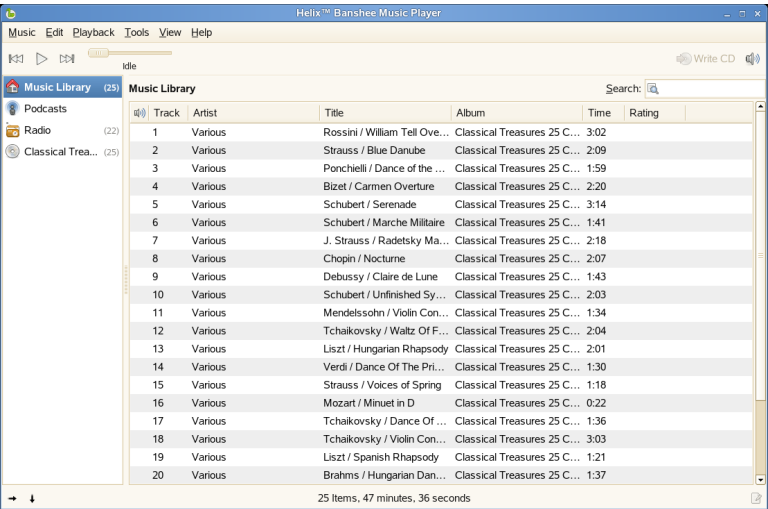 Helix™ Banshee Music Player
Music Edit Playback Tools View Help
Idle
Write CD
Music Library (25)
Podcasts
Radio (22)
Classical Trea... (25)
Music Library
Search:
Track Artist Title Album Time Rating
1 Various Rossini / William Tell Ove... Classical Treasures 25 C... 3:02
2 Various Strauss / Blue Danube Classical Treasures 25 C... 2:09
3 Various Ponchielli / Dance of the ... Classical Treasures 25 C... 1:59
4 Various Bizet / Carmen Overture Classical Treasures 25 C... 2:20
5 Various Schubert / Serenade Classical Treasures 25 C... 3:14
6 Various Schubert / Marche Militaire Classical Treasures 25 C... 1:41
7 Various J. Strauss / Radetsky Ma... Classical Treasures 25 C... 2:18
8 Various Chopin / Nocturne Classical Treasures 25 C... 2:07
9 Various Debussy / Claire de Lune Classical Treasures 25 C... 1:43
10 Various Schubert / Unfinished Sy... Classical Treasures 25 C... 2:03
11 Various Mendelssohn / Violin Con... Classical Treasures 25 C... 1:34
12 Various Tchaikovsky / Waltz Of F... Classical Treasures 25 C... 2:04
13 Various Liszt / Hungarian Rhapsody Classical Treasures 25 C... 2:01
14 Various Verdi / Dance Of The Pri... Classical Treasures 25 C... 1:30
15 Various Strauss / Voices of Spring Classical Treasures 25 C... 1:18
16 Various Mozart / Minuet in D Classical Treasures 25 C... 0:22
17 Various Tchaikovsky / Dance Of ... Classical Treasures 25 C... 1:36
18 Various Tchaikovsky / Violin Con... Classical Treasures 25 C... 3:03
19 Various Liszt / Spanish Rhapsody Classical Treasures 25 C... 1:21
20 Various Brahms / Hungarian Dan... Classical Treasures 25 C... 1:37
25 Items, 47 minutes, 36 seconds